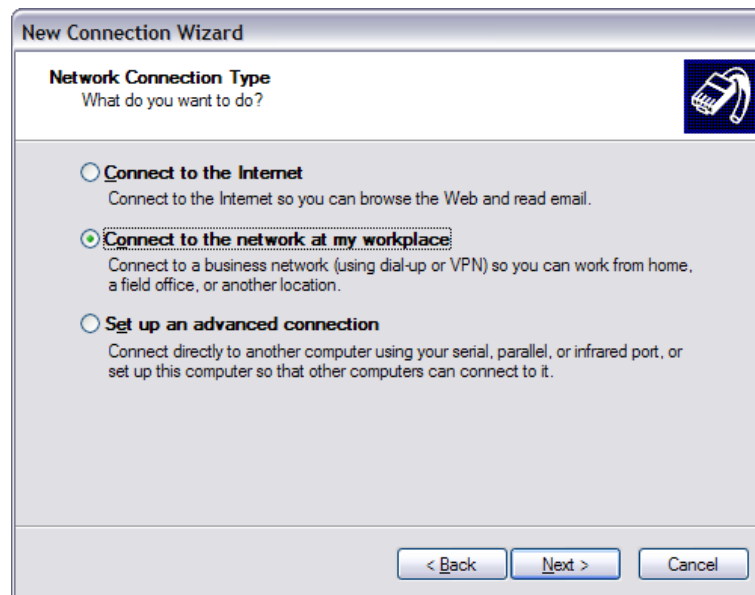 New Connection Wizard
Network Connection Type
What do you want to do?
Connect to the Internet
Connect to the Internet so you can browse the Web and read email.
Connect to the network at my workplace
Connect to a business network (using dial-up or VPN) so you can work from home,
a field office, or another location.
Set up an advanced connection
Connect directly to another computer using your serial, parallel, or infrared port, or
set up this computer so that other computers can connect to it.
< Back
Next >
Cancel